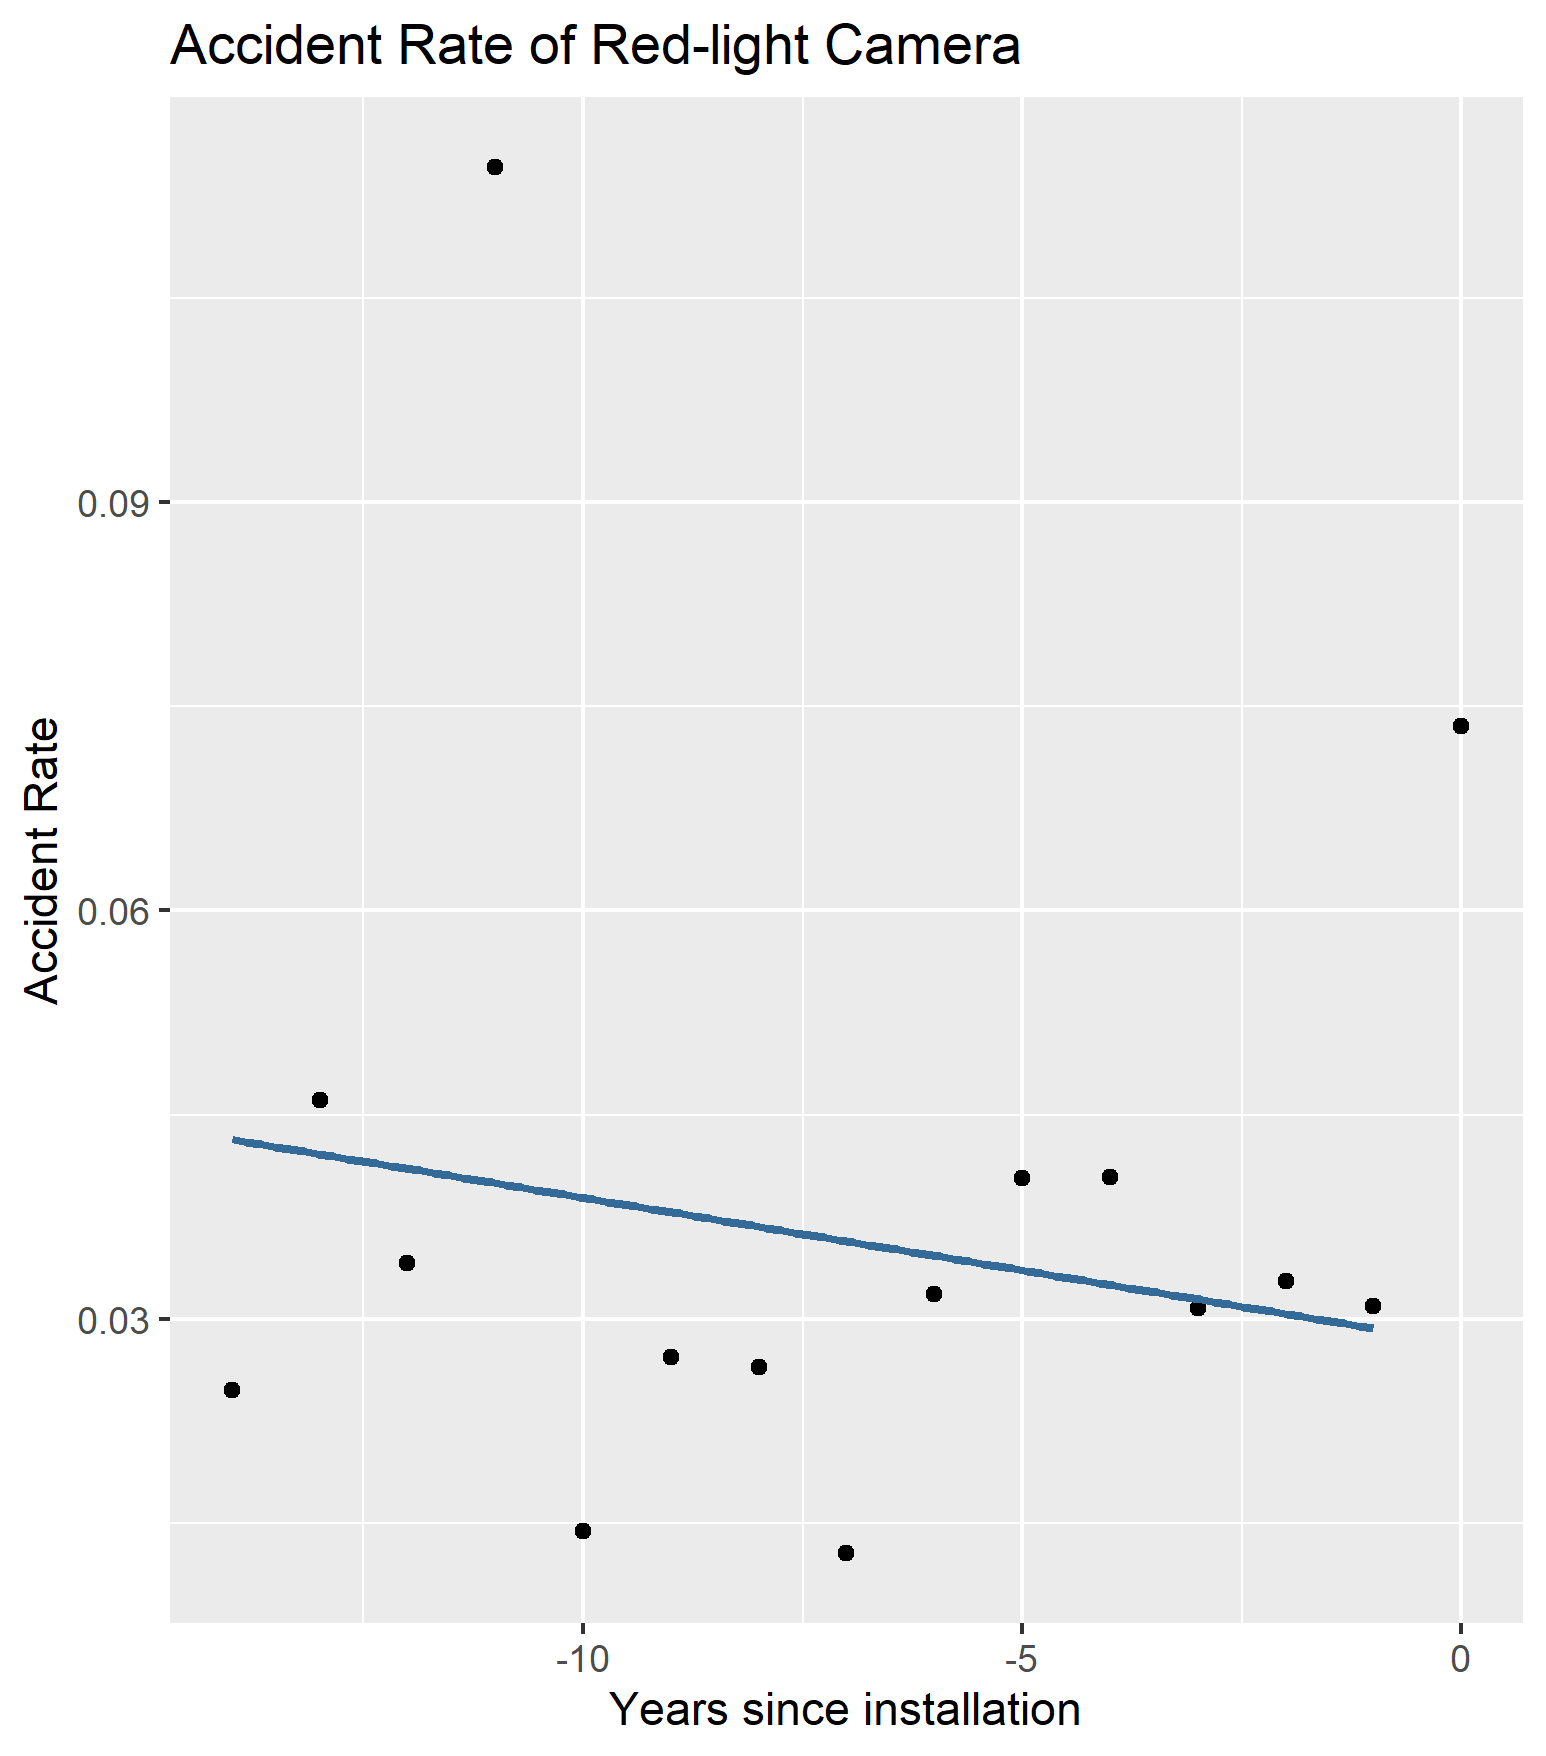 Accident Rate of Red-light Camera
Accident Rate
0.09
0.06
0.03
-10
-5
0
Years since installation